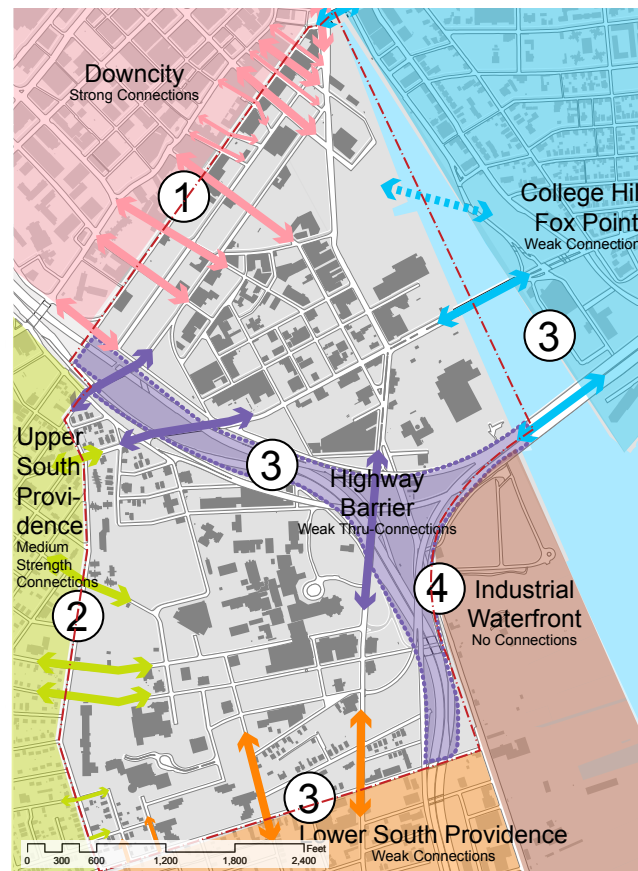 Downcity
Strong Connections
1
College Hil
Fox Point
Weak Connection
3
Upper
South
Provi-
dence
Medium
Strength
Connections
3
Highway
Barrier
Weak Thru-Connections
2
4
Industrial
Waterfront
No Connections
3
Lower South Providence
Weak Connections
Feet
0 300 600 1,200 1,800 2,400